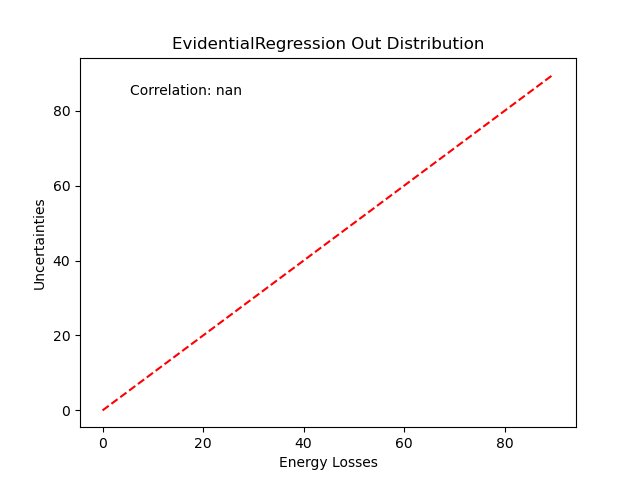 EvidentialRegression Out Distribution
Correlation: nan
80
60
40
20
0
Uncertainties
0 20 40 60 80
Energy Losses